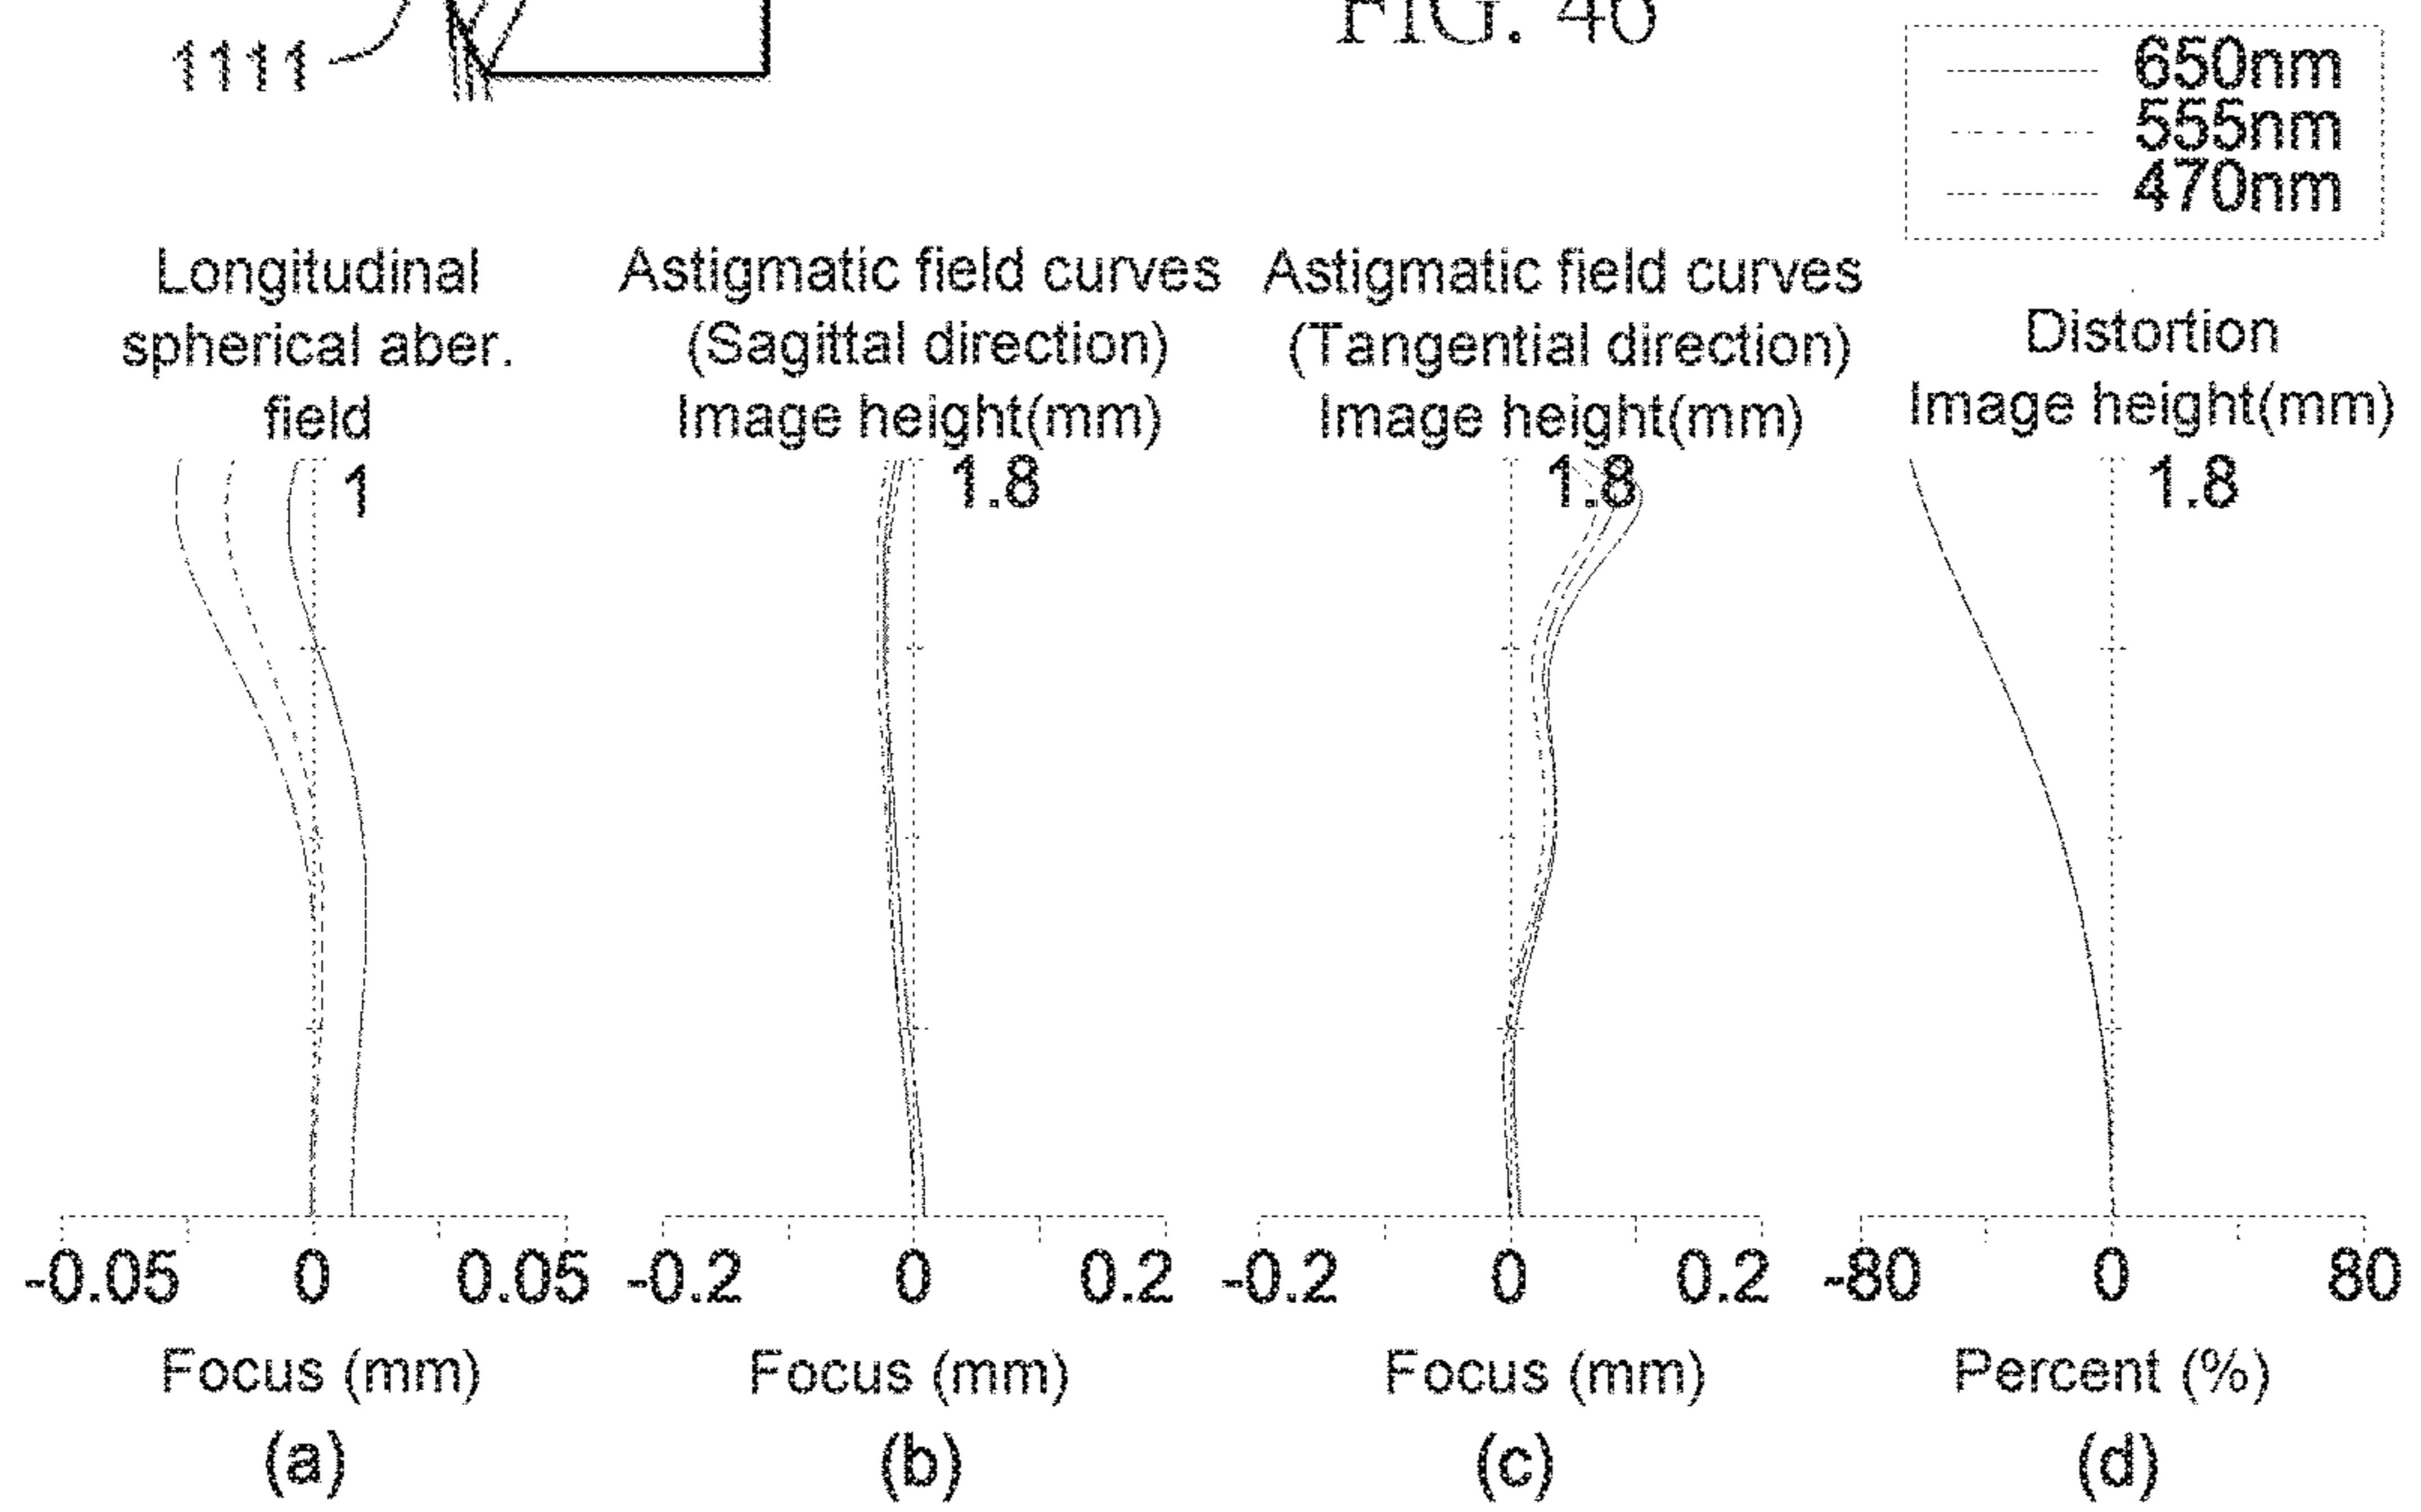 1111
FIG. 46
650nm
555nm
470nm
Longitudinal
spherical aber.
field
1
Astigmatic field curves
(Sagittal direction)
Image height(mm)
1.8
Astigmatic field curves
(Tangential direction)
Image height(mm)
1.8
Distortion
Image height(mm)
1.8
-0.05 0 0.05
Focus (mm)
(a)
-0.2 0 0.2
Focus (mm)
(b)
-0.2 0 0.2
Focus (mm)
(c)
-80 0 80
Percent (%)
(d)